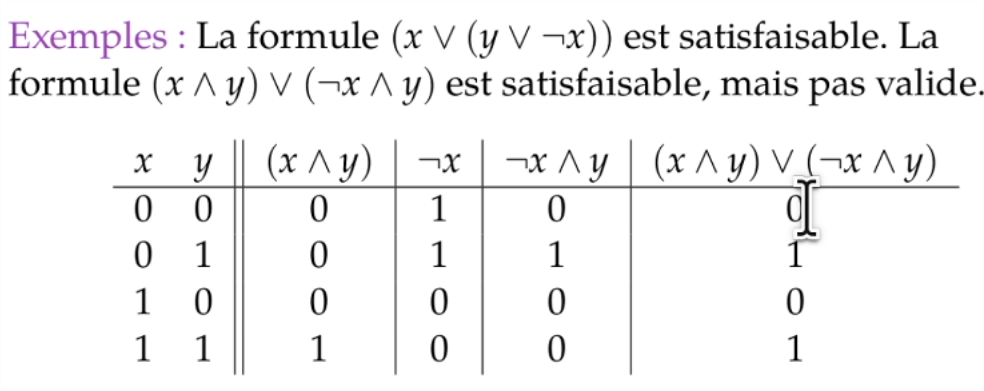 Exemples : La formule (x ∨ (y ∨ ¬x)) est satisfaisable. La
formule (x ∧ y) ∨ (¬x ∧ y) est satisfaisable, mais pas valide.
x y (x ∧ y) ¬x ¬x ∧ y (x ∧ y) ∨ (¬x ∧ y)
0 0 0 1 0 0
0 1 0 1 1 1
1 0 0 0 0 0
1 1 1 0 0 1